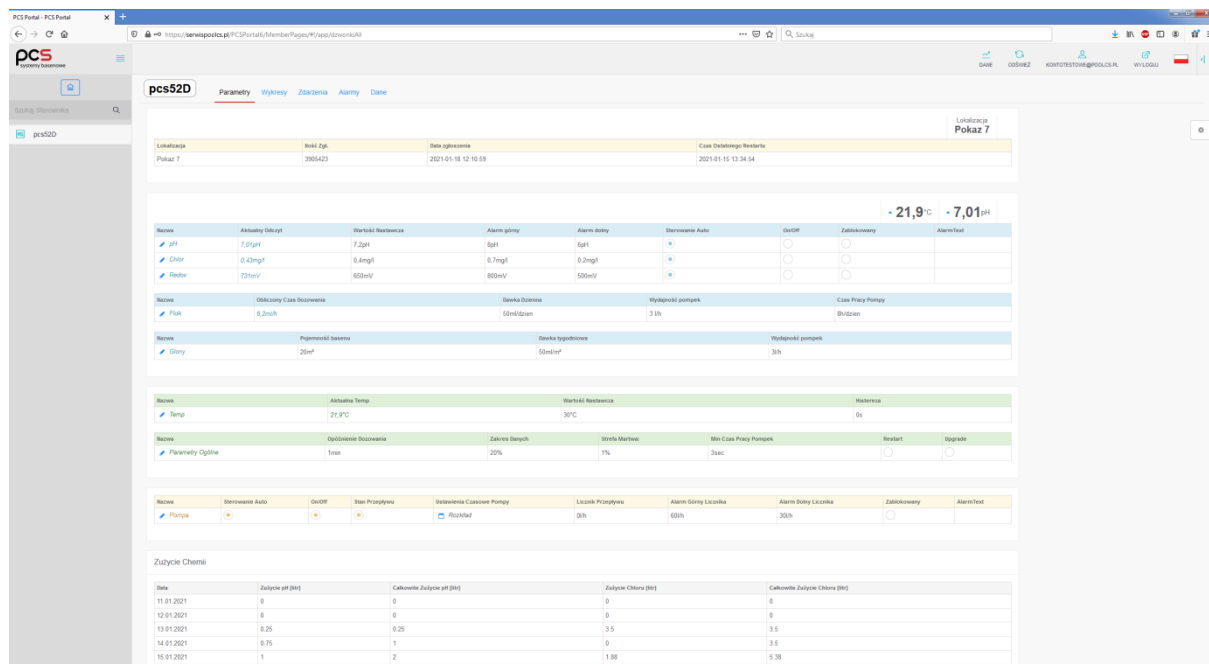 PCS Portal - PCS Portal
https://serwispoolcs.pl/PCSPortal6/MemberPages/#!/app/dzwonkiAll
Szukaj
pcs
systemy basenowe
DANE ODŚWIEŻ KONTOTESTOWE@POOLCS.PL WYLOGUJ
Szukaj Sterownika
pcs52D
pcs52D Parametry Wykresy Zdarzenia Alarmy Dane
Lokalizacja
Pokaz 7
Lokalizacja Ilość Zgł. Data zgłoszenia Czas Ostatniego Restartu
Pokaz 7 3905423 2021-01-18 12:10:59 2021-01-15 13:34:54
21,9°C 7,01pH
Nazwa Aktualny Odczyt Wartość Nastawcza Alarm górny Alarm dolny Sterowanie Auto On/Off Zablokowany AlarmText
pH 7,01pH 7,2pH 8pH 6pH
Chlor 0,43mg/l 0,4mg/l 0,7mg/l 0,2mg/l
Redox 731mV 650mV 800mV 500mV
Nazwa Obliczony Czas Dozowania Dawka Dzienna Wydajność pompek Czas Pracy Pompy
Flok 6,2ml/h 50ml/dzien 3 l/h 8h/dzien
Nazwa Pojemność basenu Dawka tygodniowa Wydajność pompek
Glony 20m³ 50ml/m³ 3l/h
Nazwa Aktualna Temp Wartość Nastawcza Histereza
Temp 21,9°C 30°C 0s
Nazwa Opóźnienie Dozowania Zakres Danych Strefa Martwa Min Czas Pracy Pompek Restart Upgrade
Parametry Ogólne 1min 20% 1% 3sec
Nazwa Sterowanie Auto On/Off Stan Przepływu Ustawienia Czasowe Pompy Licznik Przepływu Alarm Górny Licznika Alarm Dolny Licznika Zablokowany AlarmText
Pompa Rozkład 0l/h 60l/h 30l/h
Zużycie Chemii
Data Zużycie pH [litr] Całkowite Zużycie pH [litr] Zużycie Chloru [litr] Całkowite Zużycie Chloru [litr]
11.01.2021 0 0 0 0
12.01.2021 0 0 0 0
13.01.2021 0.25 0.25 3.5 3.5
14.01.2021 0.75 1 0 3.5
15.01.2021 1 2 1.88 5.38